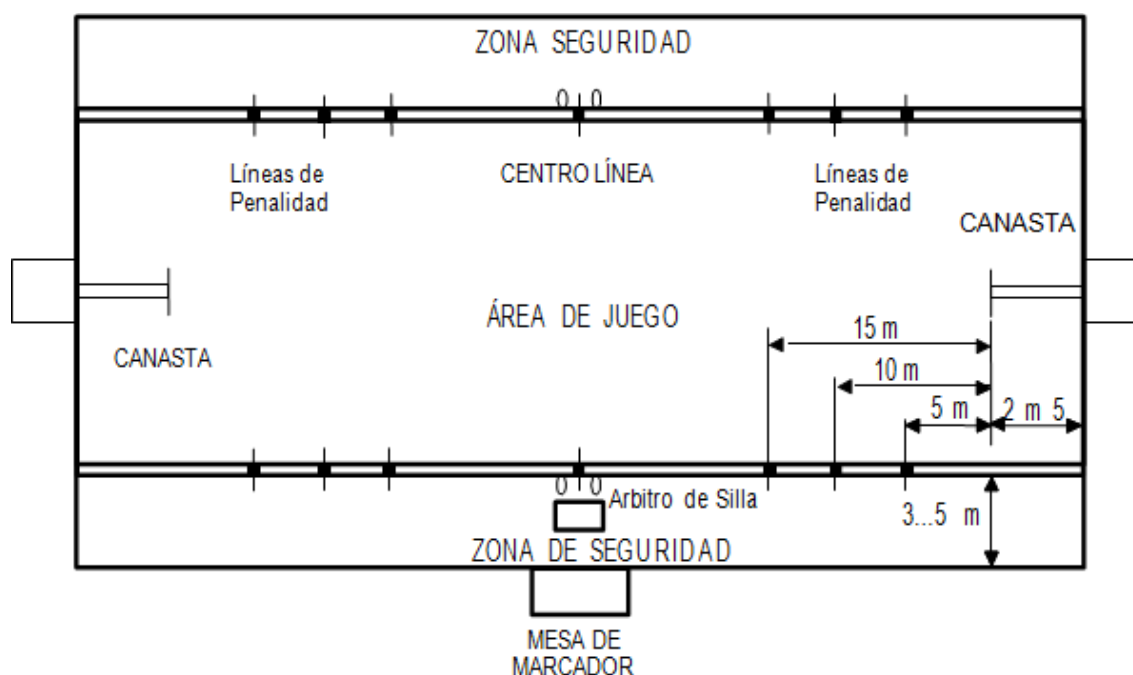 ZONA SEGURIDAD
0 0
Líneas de
Penalidad
CENTRO LÍNEA
Líneas de
Penalidad
CANASTA
ÁREA DE JUEGO
15 m
CANASTA
10 m
5 m
2 m 5
0 0
Arbitro de Silla
3...5 m
ZONA DE SEGURIDAD
MESA DE
MARCADOR